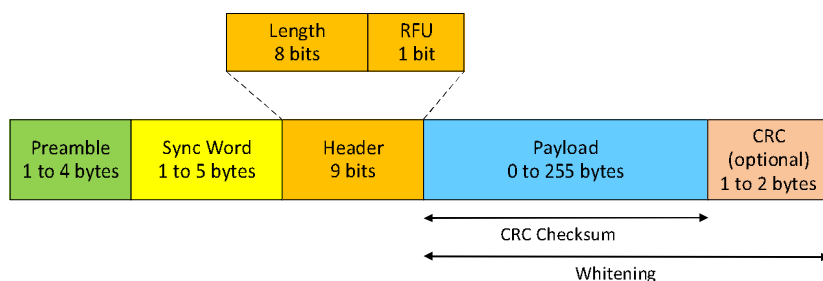 Length
8 bits
RFU
1 bit
Preamble
1 to 4 bytes
Sync Word
1 to 5 bytes
Header
9 bits
Payload
0 to 255 bytes
CRC
(optional)
1 to 2 bytes
CRC Checksum
Whitening